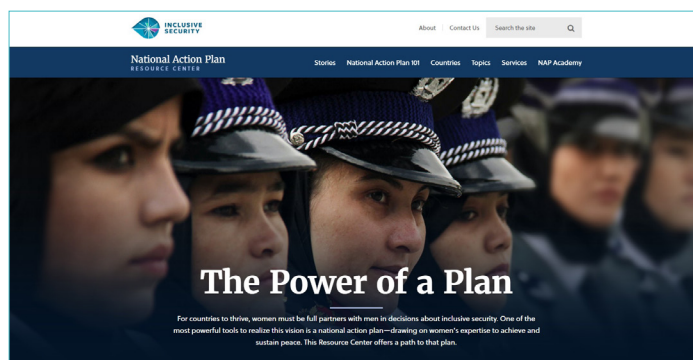 INCLUSIVE
SECURITY
About
Contact Us
Search the site
National Action Plan
RESOURCE CENTER
Stories
National Action Plan 101
Countries
Topics
Services
NAP Academy
The Power of a Plan
For countries to thrive, women must be full partners with men in decisions about inclusive security. One of the
most powerful tools to realize this vision is a national action plan—drawing on women's expertise to achieve and
sustain peace. This Resource Center offers a path to that plan.